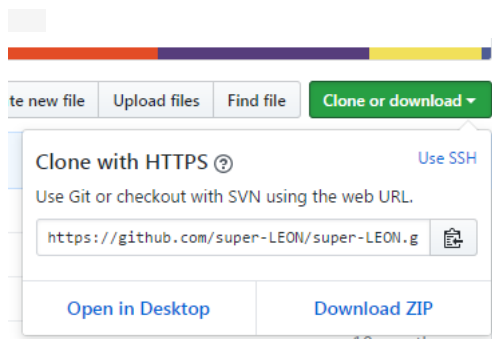 te new file Upload files Find file Clone or download
Clone with HTTPS Use SSH
Use Git or checkout with SVN using the web URL.
https://github.com/super-LEON/super-LEON.g
Open in Desktop Download ZIP